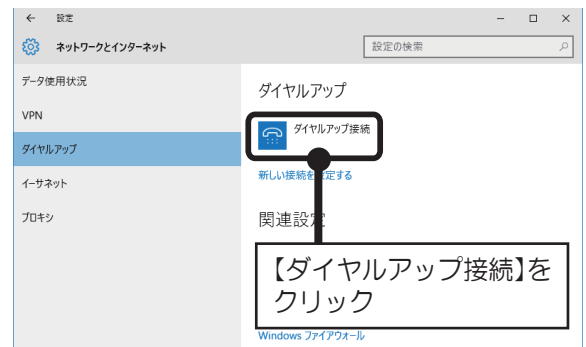 設定
ネットワークとインターネット
設定の検索
データ使用状況
VPN
ダイヤルアップ
イーサネット
プロキシ
ダイヤルアップ
ダイヤルアップ接続
新しい接続を定する
関連設定
【ダイヤルアップ接続】を
クリック
Windows ファイアウォール